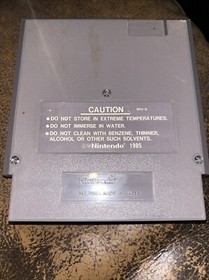 CAUTION
•DO NOT STORE IN EXTREME TEMPERATURES.
•DO NOT IMMERSE IN WATER.
•DO NOT CLEAN WITH BENZENE, THINNER,
ALCOHOL OR OTHER SUCH SOLVENTS.
©Nintendo 1985